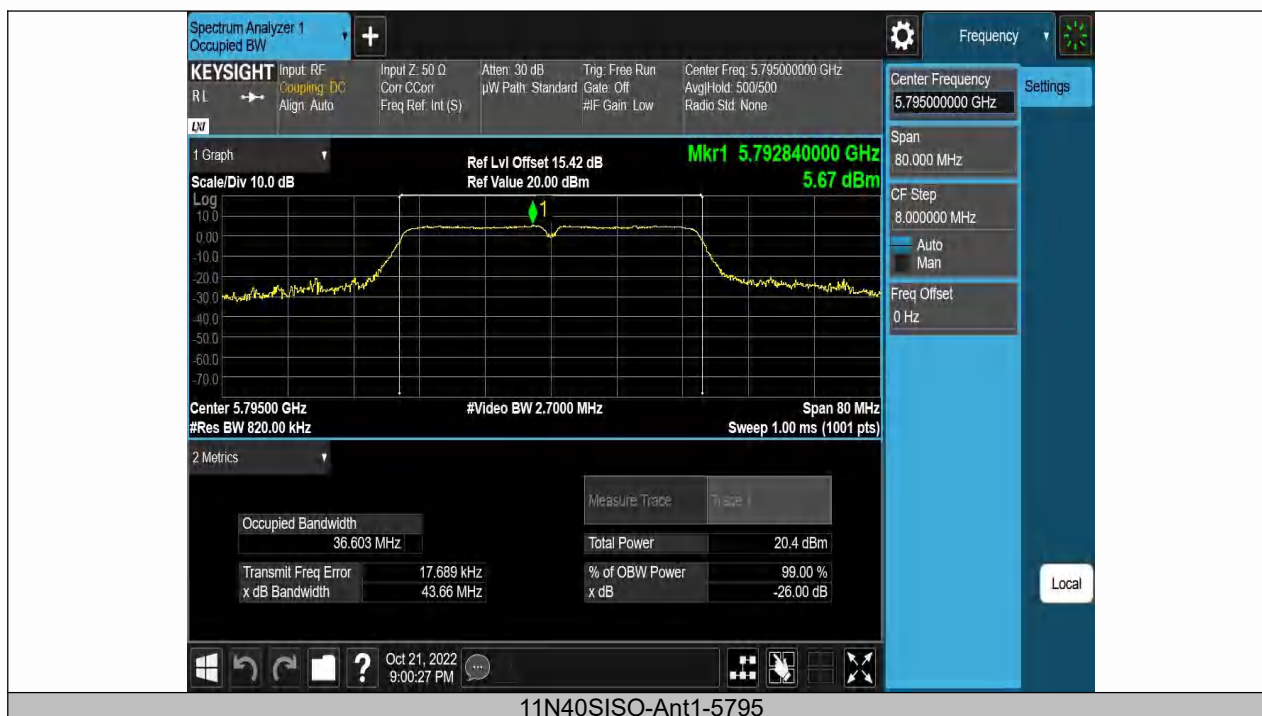 Spectrum Analyzer 1
Occupied BW
+
Frequency
KEYSIGHT
RL
LXI
Input: RF
Coupling: DC
Align: Auto
Input Z: 50 Ω
Corr CCorr
Freq Ref: Int (S)
Atten: 30 dB
µW Path: Standard
Trig: Free Run
Gate: Off
#IF Gain: Low
Center Freq: 5.795000000 GHz
Avg|Hold: 500/500
Radio Std: None
Center Frequency
5.795000000 GHz
Settings
Span
80.000 MHz
CF Step
8.000000 MHz
Auto
Man
Freq Offset
0 Hz
1 Graph
Scale/Div 10.0 dB
Ref Lvl Offset 15.42 dB
Ref Value 20.00 dBm
Mkr1 5.792840000 GHz
5.67 dBm
Log
10.0
0.00
-10.0
-20.0
-30.0
-40.0
-50.0
-60.0
-70.0
1
Center 5.79500 GHz
#Res BW 820.00 kHz
#Video BW 2.7000 MHz
Span 80 MHz
Sweep 1.00 ms (1001 pts)
2 Metrics
Measure Trace Trace 1
Occupied Bandwidth
36.603 MHz
Total Power 20.4 dBm
Transmit Freq Error 17.689 kHz
% of OBW Power 99.00 %
x dB Bandwidth 43.66 MHz
x dB -26.00 dB
Local
?
Oct 21, 2022
9:00:27 PM
11N40SISO-Ant1-5795